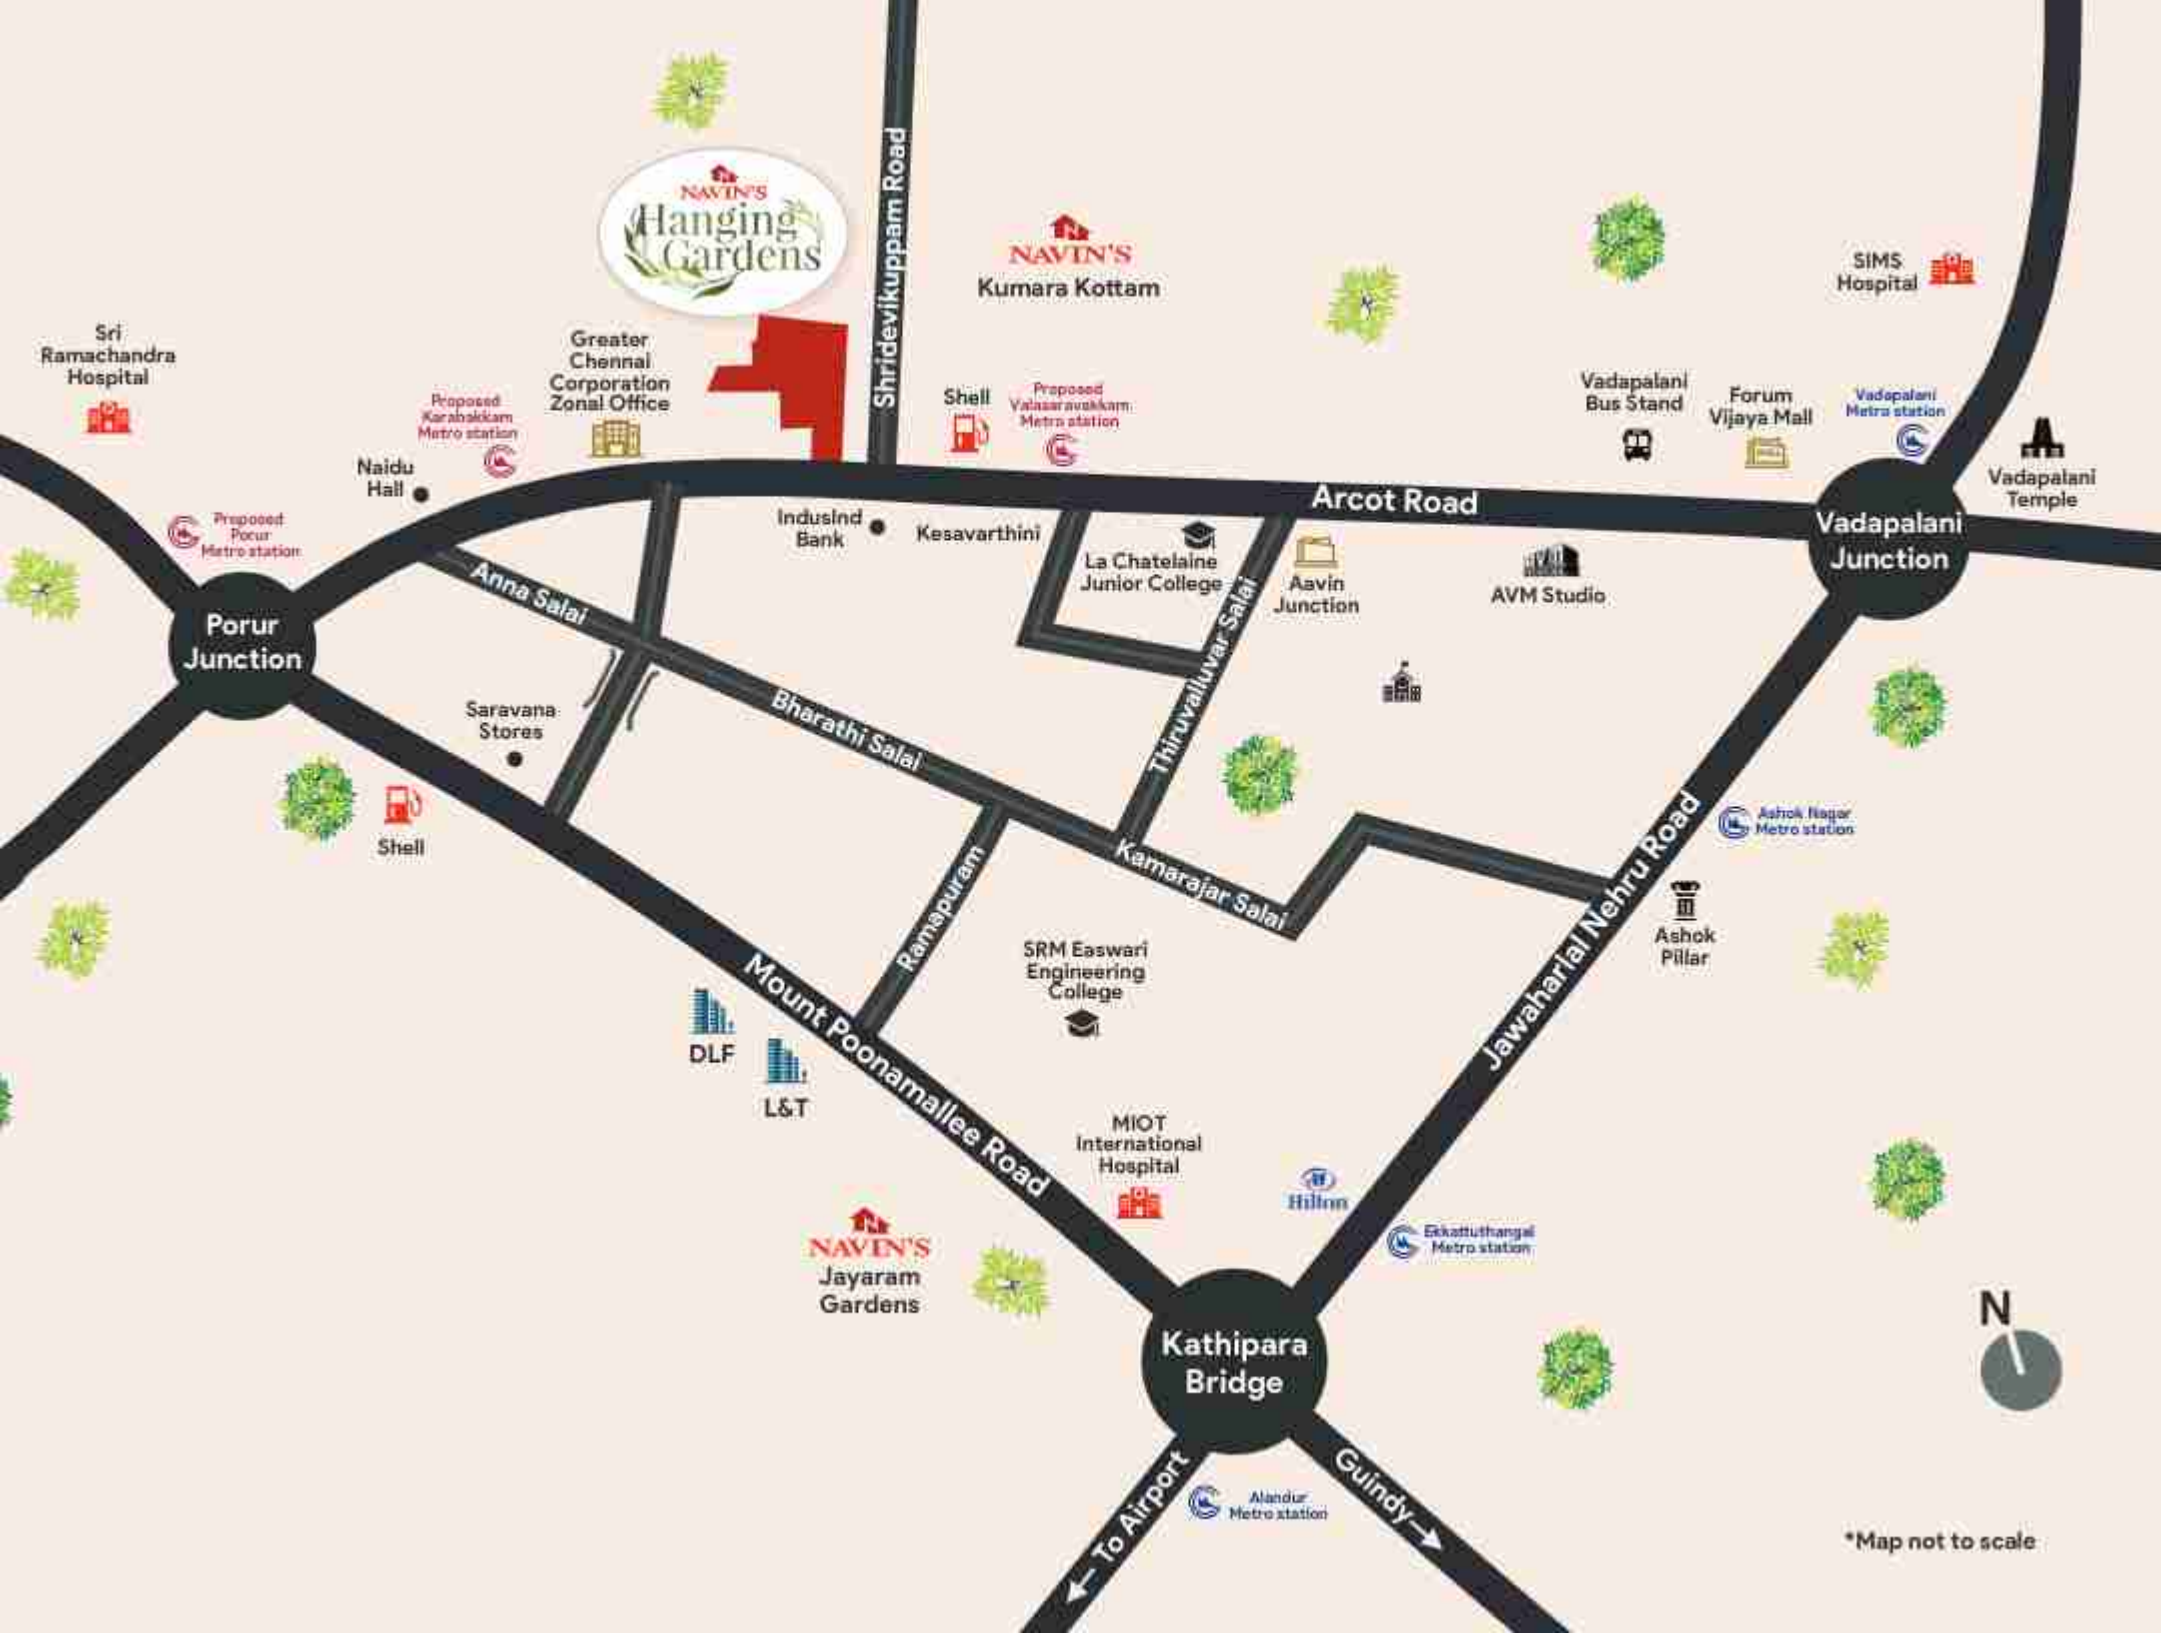 NAVIN'S
Hanging
Gardens
Shridevikuppam Road
NAVIN'S
Kumara Kottam
SIMS
Hospital
Sri
Ramachandra
Hospital
Greater
Chennai
Corporation
Zonal Office
Proposed
Karabakkam
Metro station
Naidu
Hall
Shell
Proposed
Valasaravakkam
Metro station
Vadapalani
Bus Stand
Forum
Vijaya Mall
Vadapalani
Metro station
Vadapalani
Temple
Proposed
Porur
Metro station
IndusInd
Bank
Kesavarthini
Arcot Road
La Chatelaine
Junior College
Aavin
Junction
AVM Studio
Vadapalani
Junction
Porur
Junction
Anna Salai
Thiruvalluvar Salai
Saravana
Stores
Bharathi Salai
Shell
Kamarajar Salai
Ramapuram
Ashok Nagar
Metro station
Jawaharlal Nehru Road
Ashok
Pillar
SRM Easwari
Engineering
College
Mount Poonamallee Road
DLF
L&T
MIOT
International
Hospital
Hilton
Ekkattuthangal
Metro station
NAVIN'S
Jayaram
Gardens
Kathipara
Bridge
N
To Airport
Alandur
Metro station
Guindy
*Map not to scale